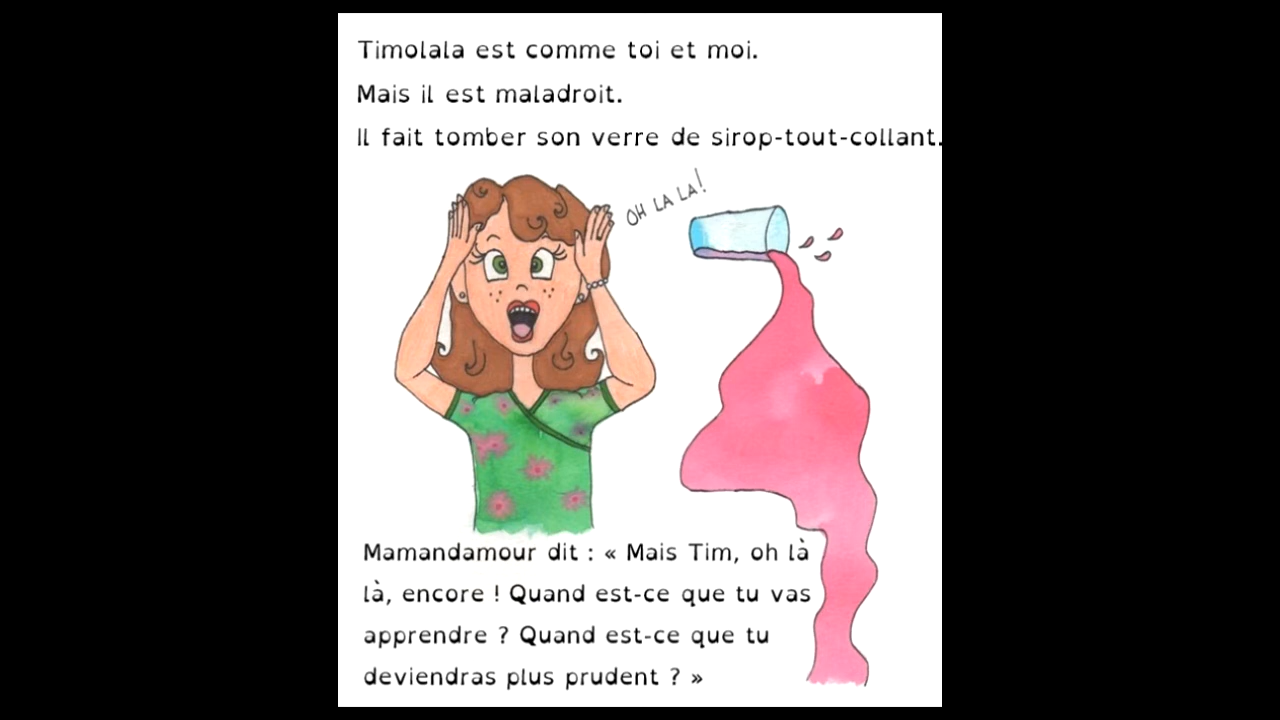 Timolala est comme toi et moi.
Mais il est maladroit.
Il fait tomber son verre de sirop-tout-collant.
OH LA LA!
Mamandamour dit : « Mais Tim, oh là
là, encore ! Quand est-ce que tu vas
apprendre ? Quand est-ce que tu
deviendras plus prudent ? »